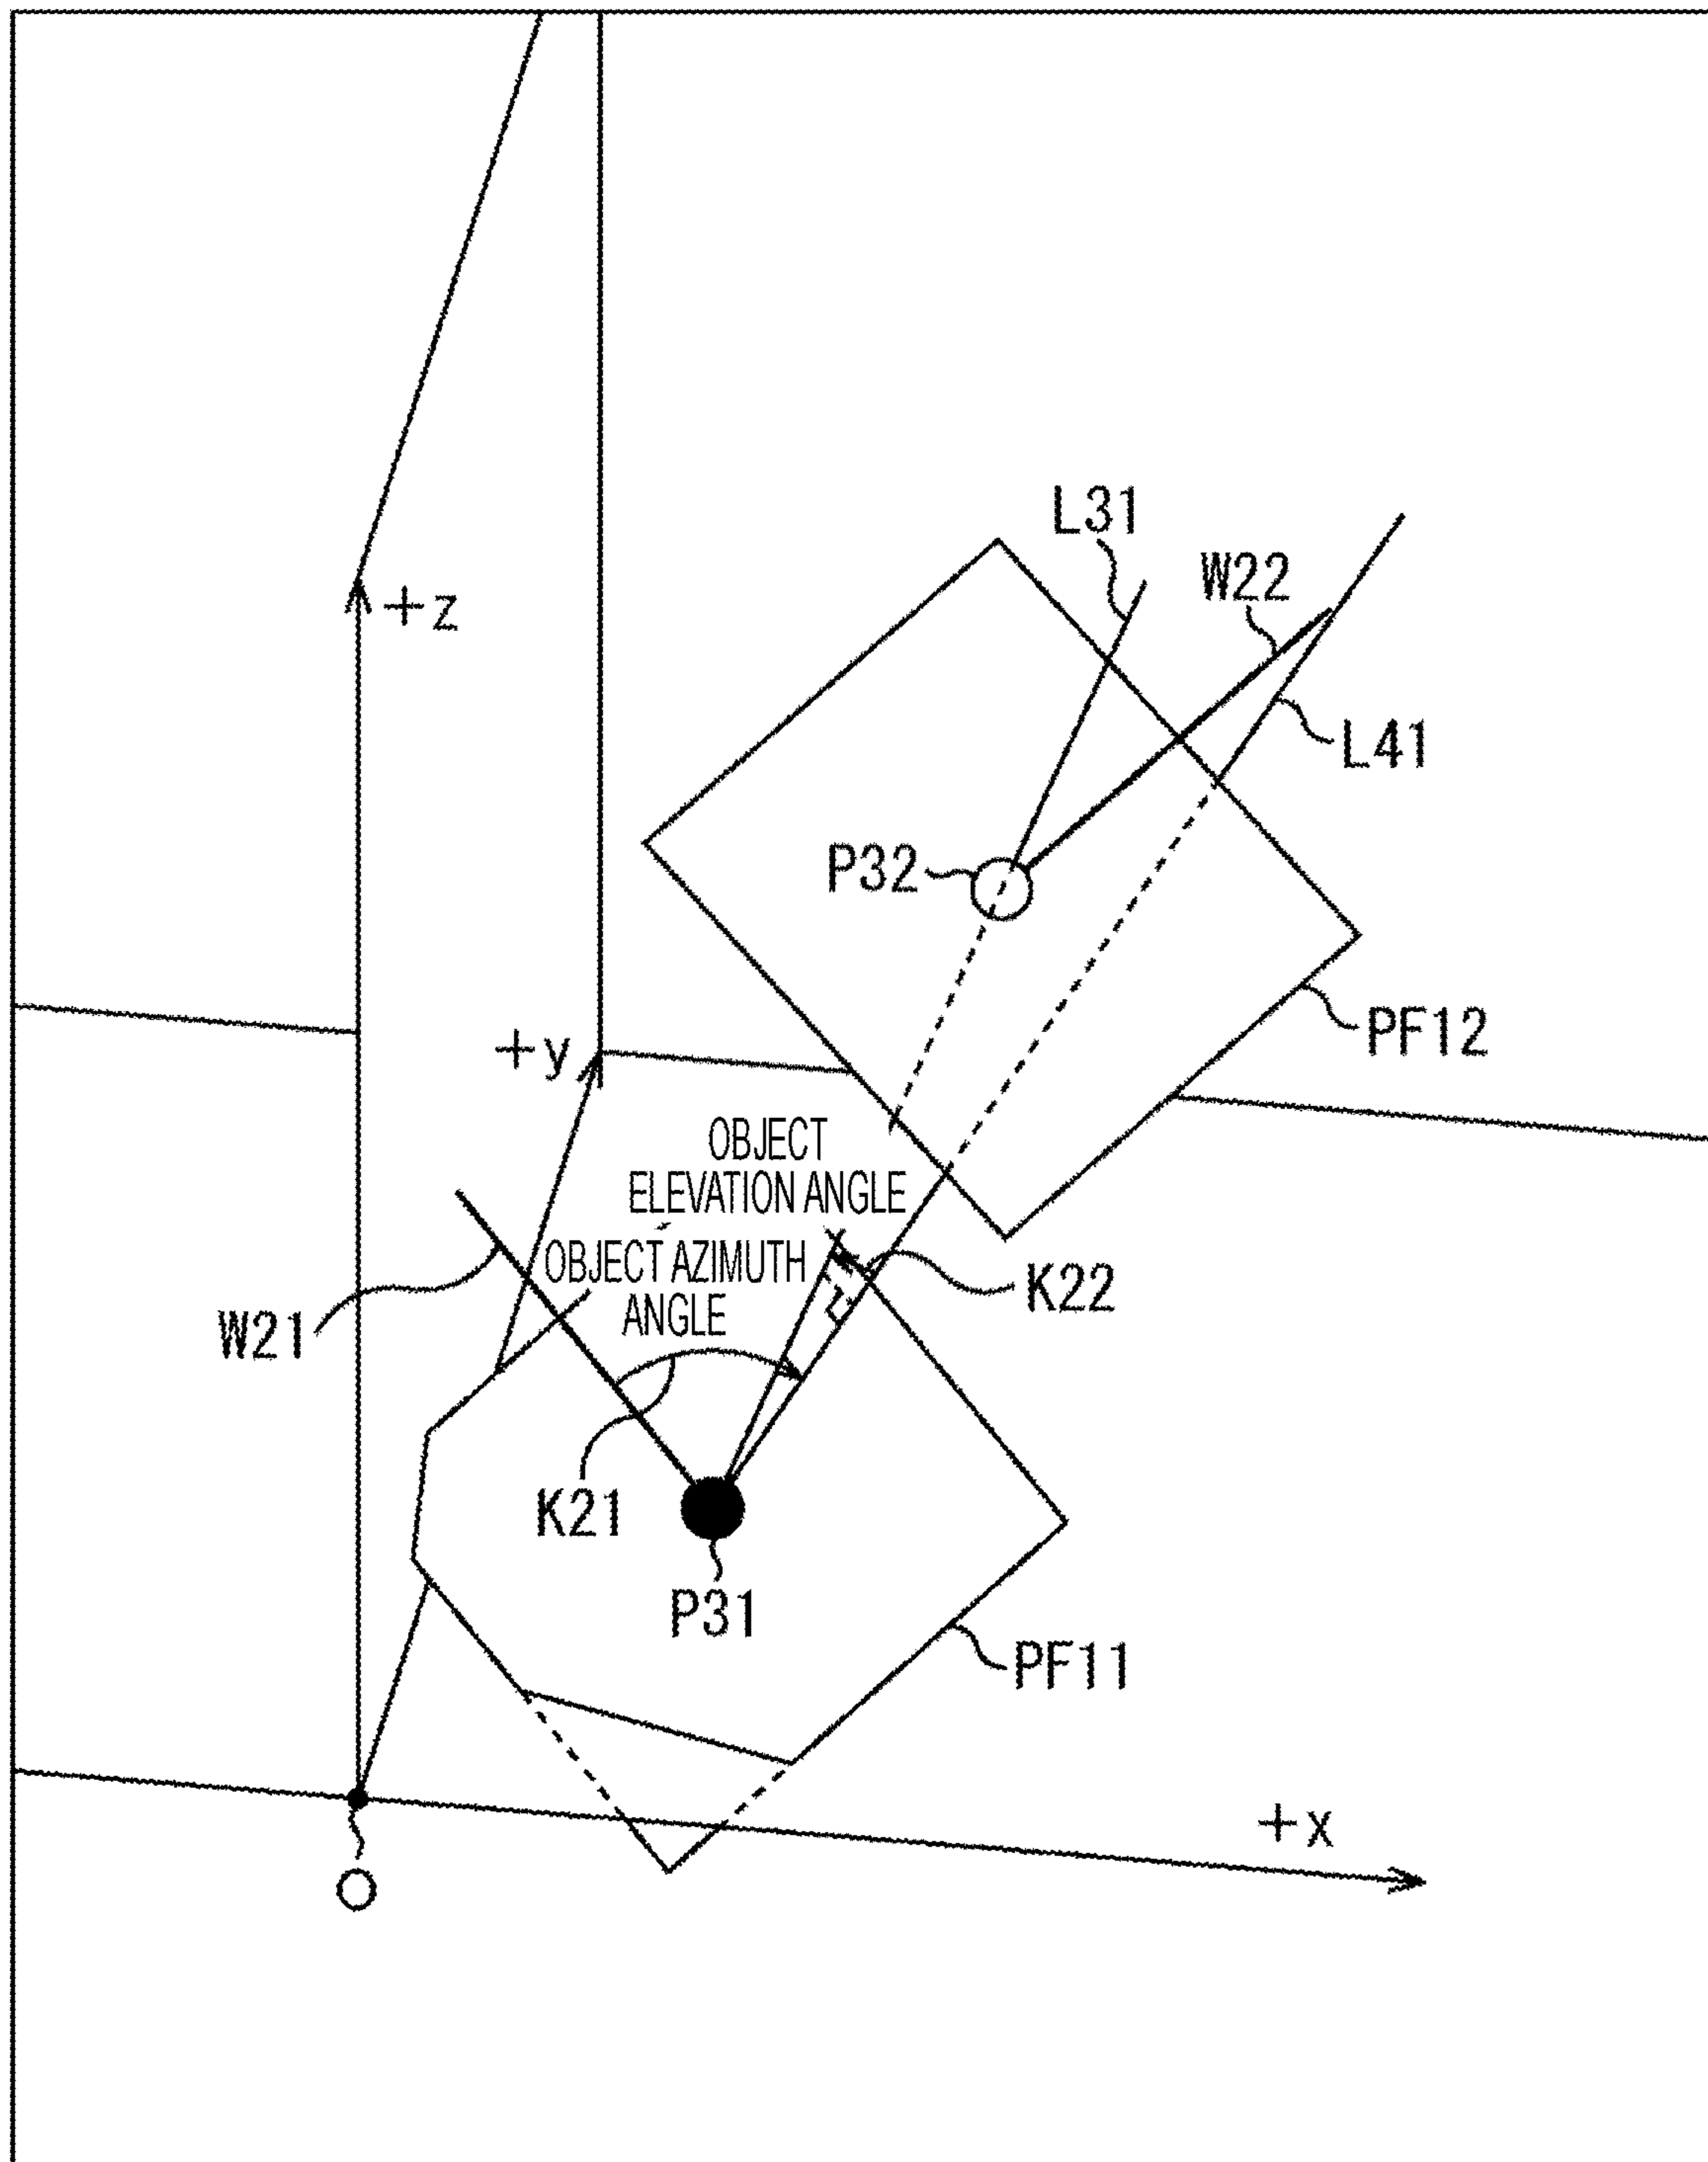 L31
W22
+z
L41
P32
+y
PF12
OBJECT
ELEVATION ANGLE
OBJECT AZIMUTH
ANGLE
K22
W21
K21
P31
PF11
+x
O